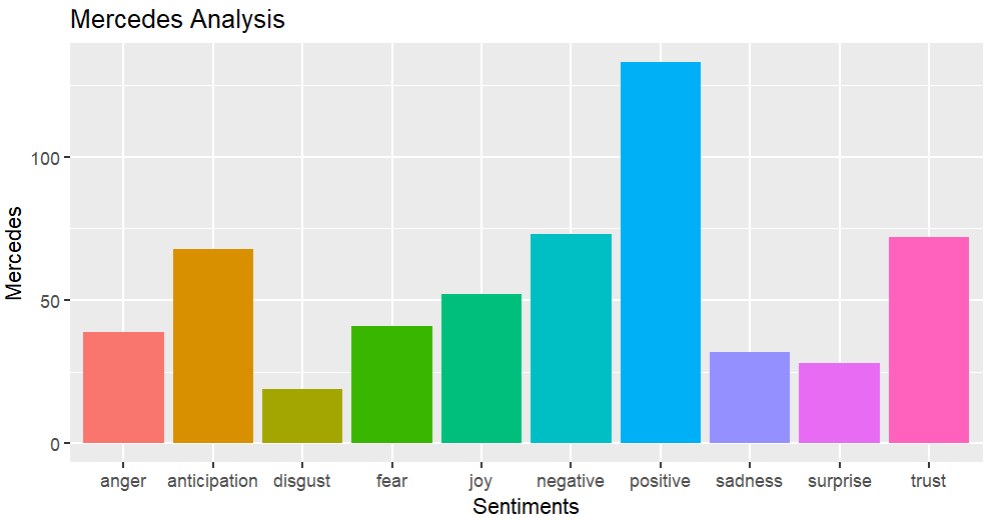 Mercedes Analysis
Mercedes
100
50
0
anger anticipation disgust fear joy negative positive sadness surprise trust
Sentiments